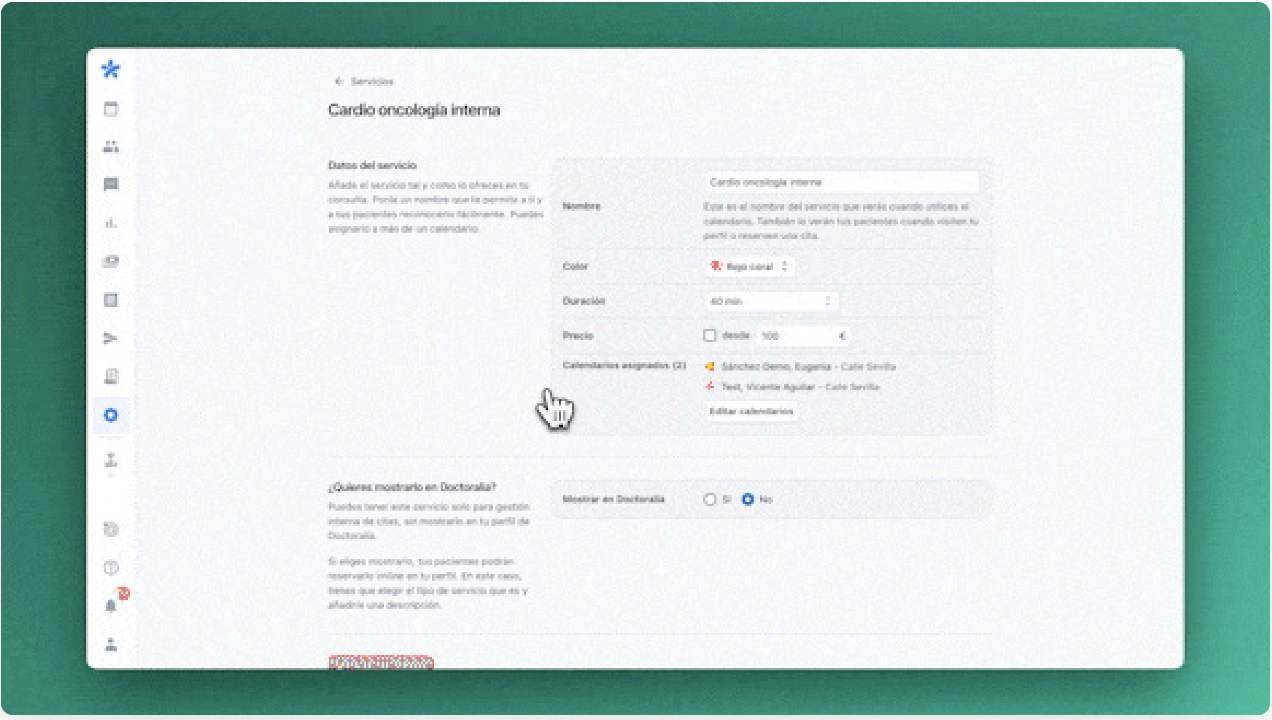 ← Servicios
Cardio oncología interna
Datos del servicio
Añade el servicio tal y como lo ofreces en tu
consulta. Ponle un nombre que te permita a ti y
a tus pacientes reconocerlo fácilmente. Puedes
asignarlo a más de un calendario.
Nombre
Cardio oncología interna
Este es el nombre del servicio que verás cuando utilices el
calendario. También lo verán tus pacientes cuando visiten tu
perfil o reserven una cita.
Color
Rojo coral
Duración
40 min
Precio
desde 100 €
Calendarios asignados (2)
Sánchez Demo, Eugenia - Calle Sevilla
Test, Vicente Aguilar - Calle Sevilla
Editar calendarios
¿Quieres mostrarlo en Doctoralia?
Puedes tener este servicio solo para gestión
interna de citas, sin mostrarlo en tu perfil de
Doctoralia.
Si eliges mostrarlo, tus pacientes podrán
reservarlo online en tu perfil. En este caso,
tienes que elegir el tipo de servicio que es y
añadirle una descripción.
Mostrar en Doctoralia
Sí No